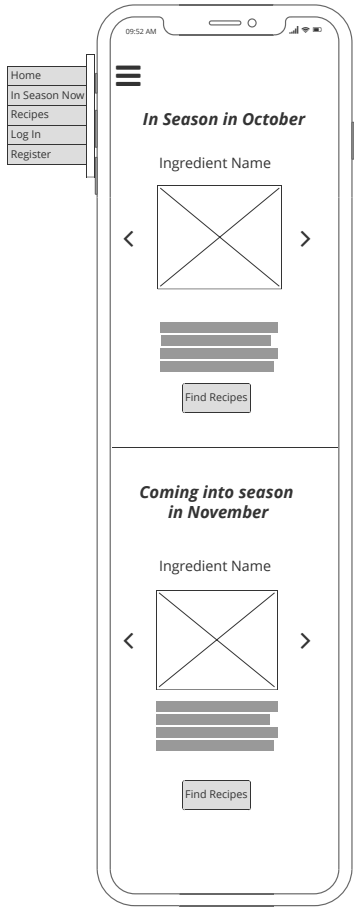 09:52 AM
Home
In Season Now
Recipes
Log In
Register
In Season in October
Ingredient Name
Find Recipes
Coming into season
in November
Ingredient Name
Find Recipes